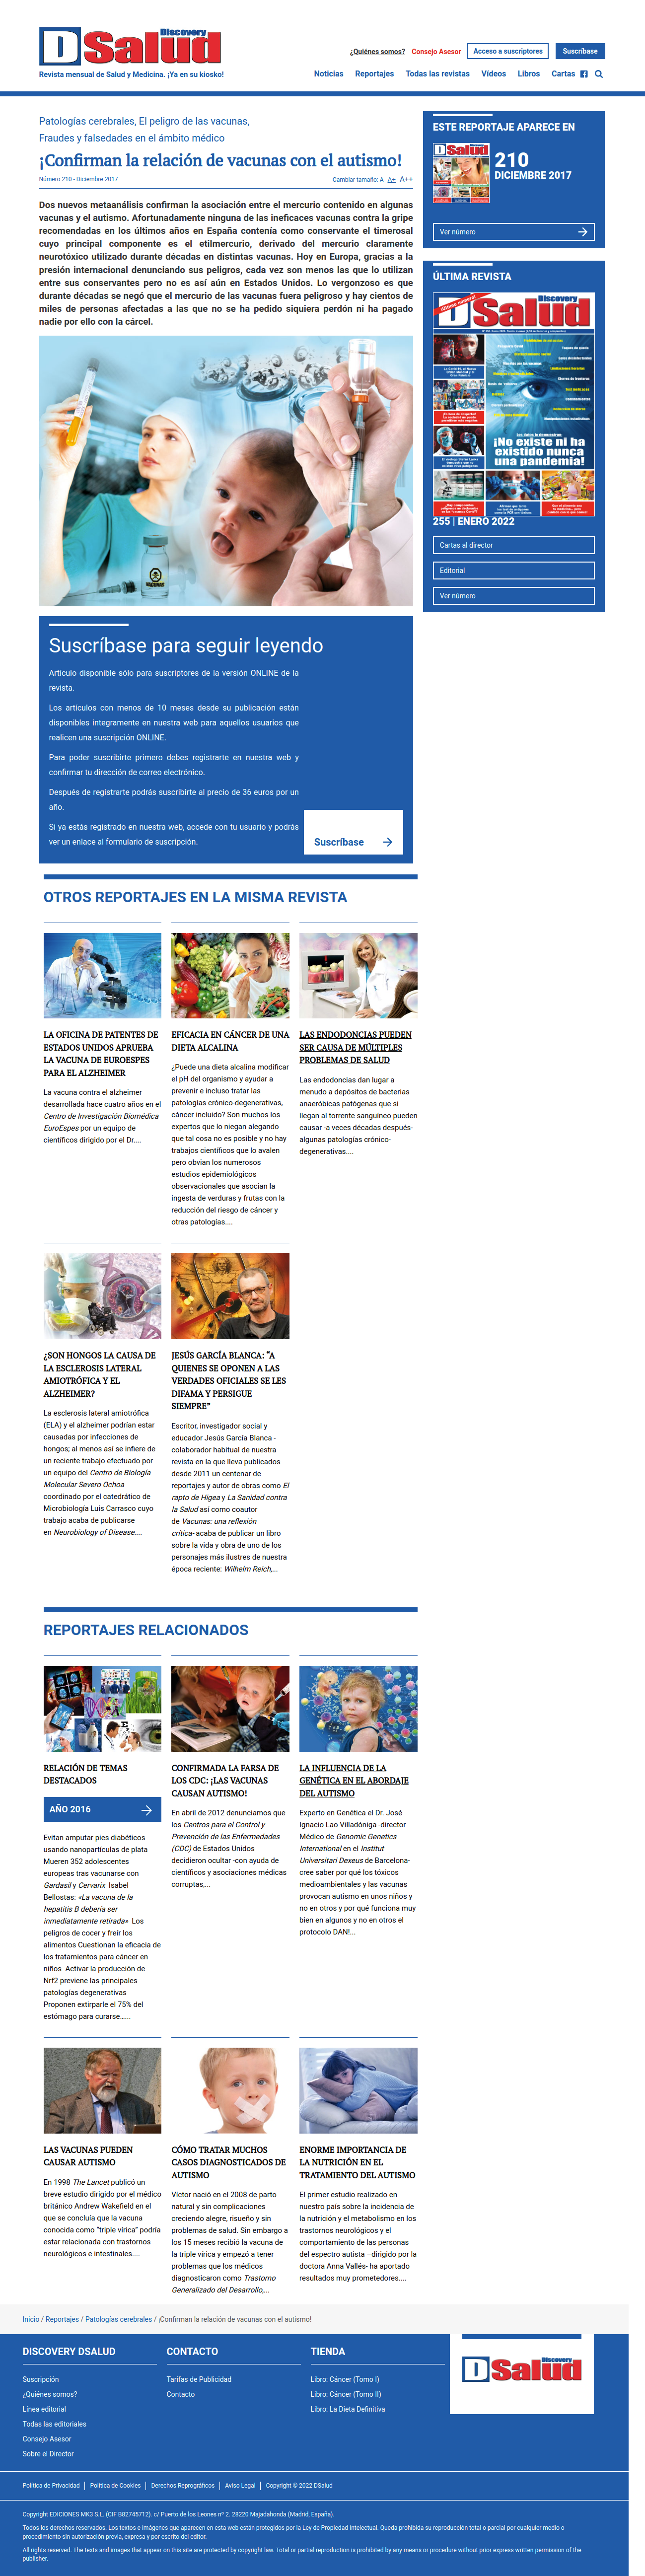 DSalud
Discovery
Revista mensual de Salud y Medicina. ¡Ya en su kiosko!
¿Quiénes somos? Consejo Asesor Acceso a suscriptores Suscríbase
Noticias Reportajes Todas las revistas Vídeos Libros Cartas
Patologías cerebrales, El peligro de las vacunas,
Fraudes y falsedades en el ámbito médico
¡Confirman la relación de vacunas con el autismo!
Número 210 - Diciembre 2017
Cambiar tamaño: A A+ A++
Dos nuevos metaanálisis confirman la asociación entre el mercurio contenido en algunas
vacunas y el autismo. Afortunadamente ninguna de las ineficaces vacunas contra la gripe
recomendadas en los últimos años en España contenía como conservante el timerosal
cuyo principal componente es el etilmercurio, derivado del mercurio claramente
neurotóxico utilizado durante décadas en distintas vacunas. Hoy en Europa, gracias a la
presión internacional denunciando sus peligros, cada vez son menos las que lo utilizan
entre sus conservantes pero no es así aún en Estados Unidos. Lo vergonzoso es que
durante décadas se negó que el mercurio de las vacunas fuera peligroso y hay cientos de
miles de personas afectadas a las que no se ha pedido siquiera perdón ni ha pagado
nadie por ello con la cárcel.
VACUNAS
Suscríbase para seguir leyendo
Artículo disponible sólo para suscriptores de la versión ONLINE de la
revista.
Los artículos con menos de 10 meses desde su publicación están
disponibles integramente en nuestra web para aquellos usuarios que
realicen una suscripción ONLINE.
Para poder suscribirte primero debes registrarte en nuestra web y
confirmar tu dirección de correo electrónico.
Después de registrarte podrás suscribirte al precio de 36 euros por un
año.
Si ya estás registrado en nuestra web, accede con tu usuario y podrás
ver un enlace al formulario de suscripción.
Suscríbase
ESTE REPORTAJE APARECE EN
DSalud
210
DICIEMBRE 2017
Ver número
ÚLTIMA REVISTA
DSalud
Discovery
¡No existe ni ha
existido nunca
una pandemia!
255 | ENERO 2022
Cartas al director
Editorial
Ver número
OTROS REPORTAJES EN LA MISMA REVISTA
LA OFICINA DE PATENTES DE
ESTADOS UNIDOS APRUEBA
LA VACUNA DE EUROESPES
PARA EL ALZHEIMER
La vacuna contra el alzheimer
desarrollada hace cuatro años en el
Centro de Investigación Biomédica
EuroEspes por un equipo de
científicos dirigido por el Dr....
EFICACIA EN CÁNCER DE UNA
DIETA ALCALINA
¿Puede una dieta alcalina modificar
el pH del organismo y ayudar a
prevenir e incluso tratar las
patologías crónico-degenerativas,
cáncer incluido? Son muchos los
expertos que lo niegan alegando
que tal cosa no es posible y no hay
trabajos científicos que lo avalen
pero obvian los numerosos
estudios epidemiológicos
observacionales que asocian la
ingesta de verduras y frutas con la
reducción del riesgo de cáncer y
otras patologías....
LAS ENDODONCIAS PUEDEN
SER CAUSA DE MÚLTIPLES
PROBLEMAS DE SALUD
Las endodoncias dan lugar a
menudo a depósitos de bacterias
anaeróbicas patógenas que si
llegan al torrente sanguíneo pueden
causar -a veces décadas después-
algunas patologías crónico-
degenerativas....
¿SON HONGOS LA CAUSA DE
LA ESCLEROSIS LATERAL
AMIOTRÓFICA Y EL
ALZHEIMER?
La esclerosis lateral amiotrófica
(ELA) y el alzheimer podrían estar
causadas por infecciones de
hongos; al menos así se infiere de
un reciente trabajo efectuado por
un equipo del Centro de Biología
Molecular Severo Ochoa
coordinado por el catedrático de
Microbiología Luis Carrasco cuyo
trabajo acaba de publicarse
en Neurobiology of Disease....
JESÚS GARCÍA BLANCA: “A
QUIENES SE OPONEN A LAS
VERDADES OFICIALES SE LES
DIFAMA Y PERSIGUE
SIEMPRE”
Escritor, investigador social y
educador Jesús García Blanca -
colaborador habitual de nuestra
revista en la que lleva publicados
desde 2011 un centenar de
reportajes y autor de obras como El
rapto de Higea y La Sanidad contra
la Salud así como coautor
de Vacunas: una reflexión
crítica- acaba de publicar un libro
sobre la vida y obra de uno de los
personajes más ilustres de nuestra
época reciente: Wilhelm Reich,...
REPORTAJES RELACIONADOS
RELACIÓN DE TEMAS
DESTACADOS
AÑO 2016
Evitan amputar pies diabéticos
usando nanopartículas de plata
Mueren 352 adolescentes
europeas tras vacunarse con
Gardasil y Cervarix Isabel
Bellostas: «La vacuna de la
hepatitis B debería ser
inmediatamente retirada» Los
peligros de cocer y freír los
alimentos Cuestionan la eficacia de
los tratamientos para cáncer en
niños Activar la producción de
Nrf2 previene las principales
patologías degenerativas
Proponen extirparle el 75% del
estómago para curarse......
CONFIRMADA LA FARSA DE
LOS CDC: ¡LAS VACUNAS
CAUSAN AUTISMO!
En abril de 2012 denunciamos que
los Centros para el Control y
Prevención de las Enfermedades
(CDC) de Estados Unidos
decidieron ocultar -con ayuda de
científicos y asociaciones médicas
corruptas,...
LA INFLUENCIA DE LA
GENÉTICA EN EL ABORDAJE
DEL AUTISMO
Experto en Genética el Dr. José
Ignacio Lao Villadóniga -director
Médico de Genomic Genetics
International en el Institut
Universitari Dexeus de Barcelona-
cree saber por qué los tóxicos
medioambientales y las vacunas
provocan autismo en unos niños y
no en otros y por qué funciona muy
bien en algunos y no en otros el
protocolo DAN!...
LAS VACUNAS PUEDEN
CAUSAR AUTISMO
En 1998 The Lancet publicó un
breve estudio dirigido por el médico
británico Andrew Wakefield en el
que se concluía que la vacuna
conocida como “triple vírica” podría
estar relacionada con trastornos
neurológicos e intestinales....
CÓMO TRATAR MUCHOS
CASOS DIAGNOSTICADOS DE
AUTISMO
Víctor nació en el 2008 de parto
natural y sin complicaciones
creciendo alegre, risueño y sin
problemas de salud. Sin embargo a
los 15 meses recibió la vacuna de
la triple vírica y empezó a tener
problemas que los médicos
diagnosticaron como Trastorno
Generalizado del Desarrollo,...
ENORME IMPORTANCIA DE
LA NUTRICIÓN EN EL
TRATAMIENTO DEL AUTISMO
El primer estudio realizado en
nuestro país sobre la incidencia de
la nutrición y el metabolismo en los
trastornos neurológicos y el
comportamiento de las personas
del espectro autista –dirigido por la
doctora Anna Vallés- ha aportado
resultados muy prometedores....
Inicio / Reportajes / Patologías cerebrales / ¡Confirman la relación de vacunas con el autismo!
DISCOVERY DSALUD
Suscripción
¿Quiénes somos?
Línea editorial
Todas las editoriales
Consejo Asesor
Sobre el Director
CONTACTO
Tarifas de Publicidad
Contacto
TIENDA
Libro: Cáncer (Tomo I)
Libro: Cáncer (Tomo II)
Libro: La Dieta Definitiva
DSalud
Discovery
Política de Privacidad | Política de Cookies | Derechos Reprográficos | Aviso Legal | Copyright © 2022 DSalud
Copyright EDICIONES MK3 S.L. (CIF B82745712). c/ Puerto de los Leones nº 2. 28220 Majadahonda (Madrid, España).
Todos los derechos reservados. Los textos e imágenes que aparecen en esta web están protegidos por la Ley de Propiedad Intelectual. Queda prohibida su reproducción total o parcial por cualquier medio o
procedimiento sin autorización previa, expresa y por escrito del editor.
All rights reserved. The texts and images that appear on this site are protected by copyright law. Total or partial reproduction is prohibited by any means or procedure without prior express written permission of the
publisher.